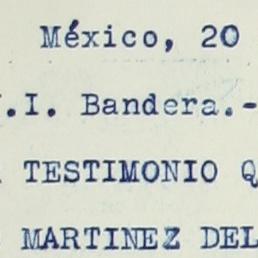 México, 20
.I. Bandera.-
TESTIMONIO Q
MARTINEZ DEL